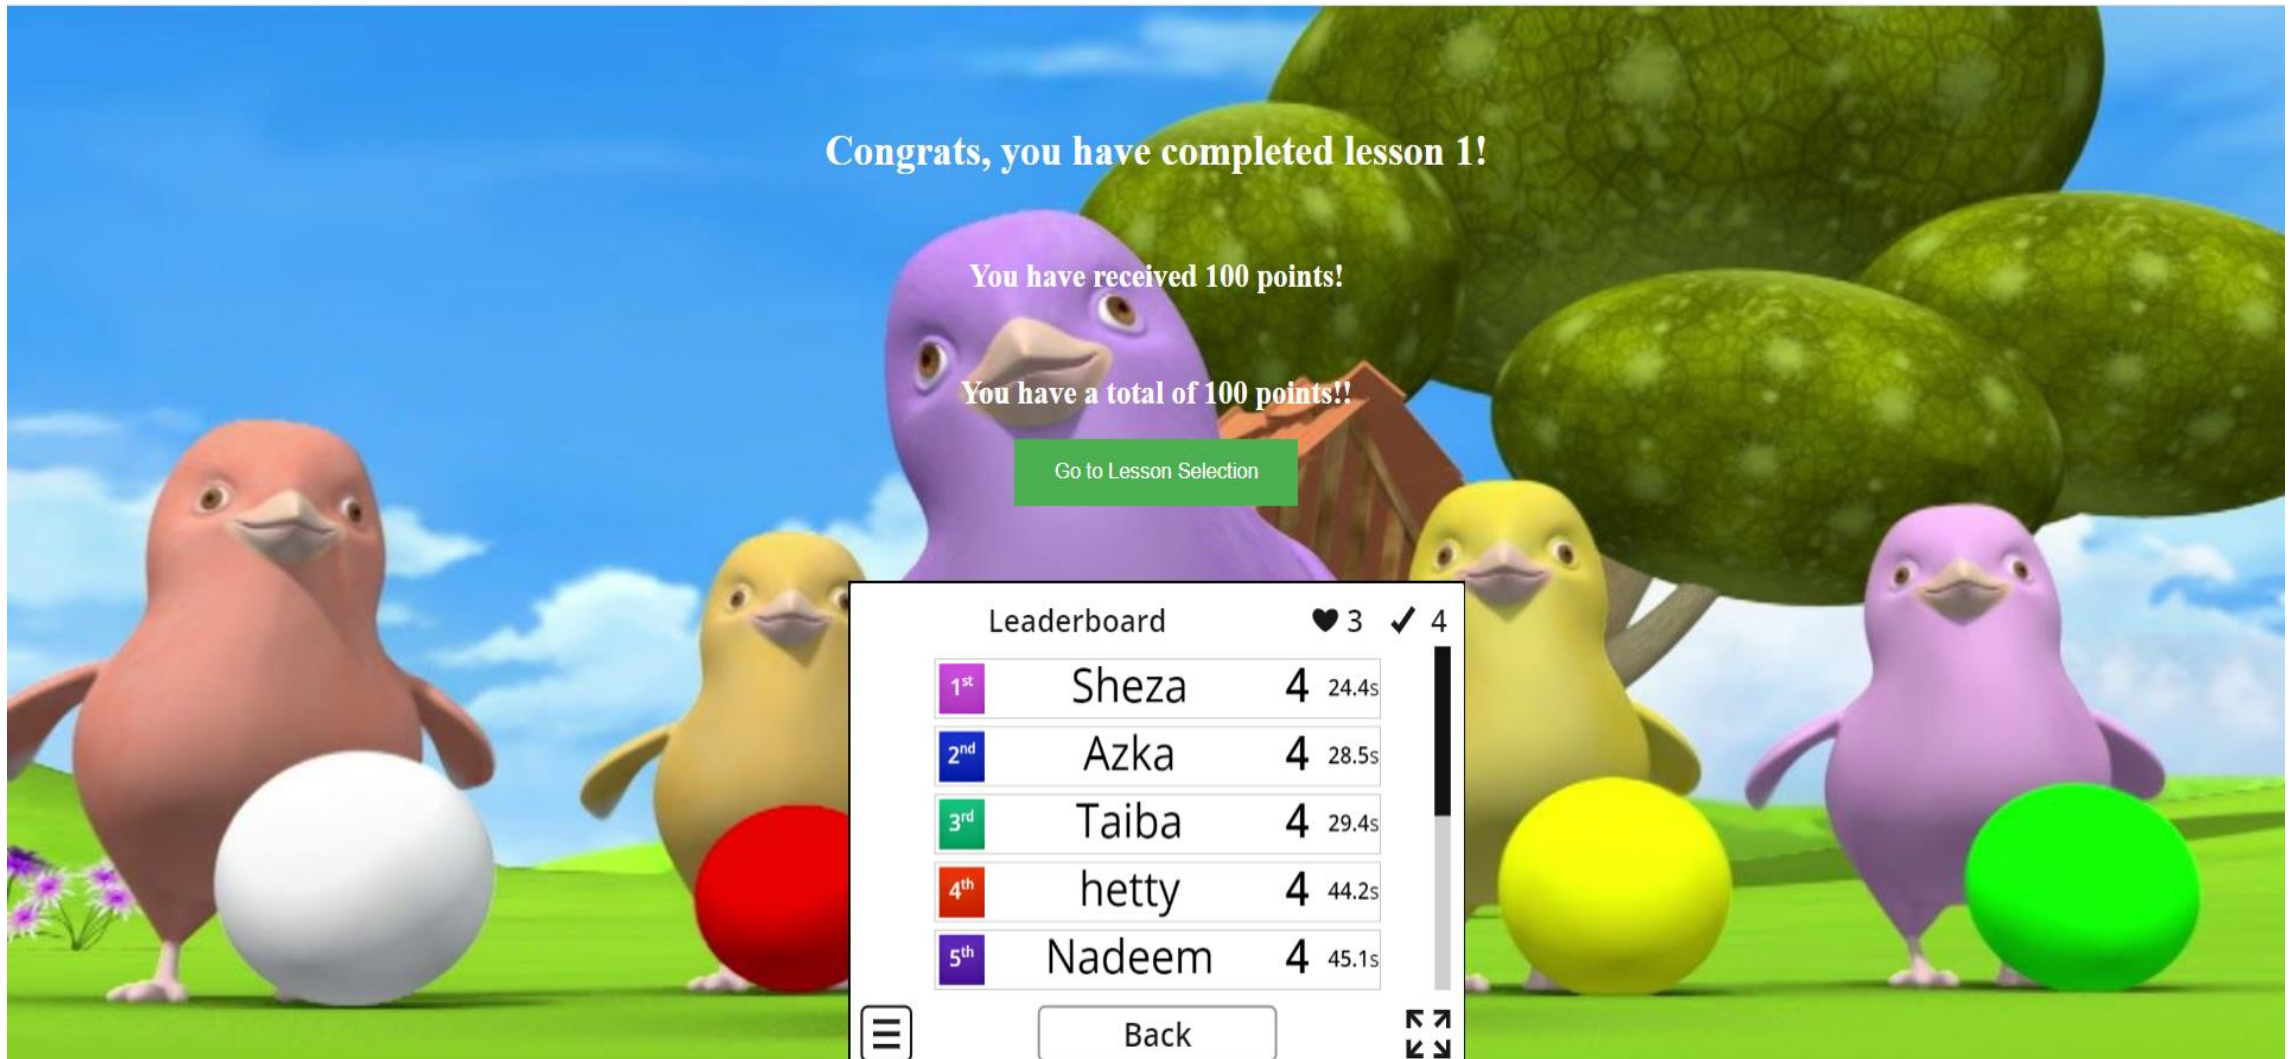 Congrats, you have completed lesson 1!
You have received 100 points!
You have a total of 100 points!!
Go to Lesson Selection
Leaderboard 3 4
1st Sheza 4 24.4s
2nd Azka 4 28.5s
3rd Taiba 4 29.4s
4th hetty 4 44.2s
5th Nadeem 4 45.1s
Back